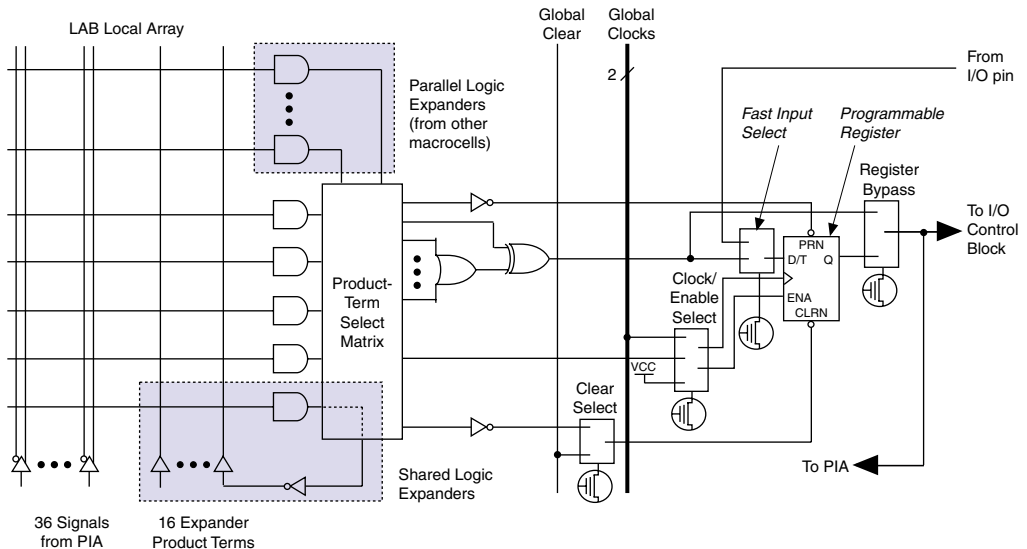 LAB Local Array
Global
Clear
Global
Clocks
2
From
I/O pin
Parallel Logic
Expanders
(from other
macrocells)
Fast Input
Select
Programmable
Register
Register
Bypass
To I/O
Control
Block
PRN
D/T
Q
ENA
CLRN
Clock/
Enable
Select
Product-
Term
Select
Matrix
VCC
Clear
Select
To PIA
Shared Logic
Expanders
36 Signals
from PIA
16 Expander
Product Terms